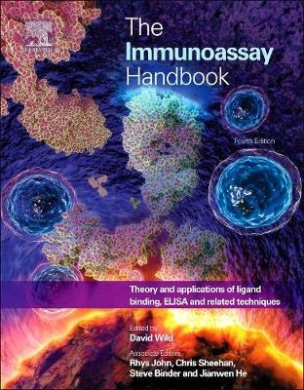 ELSEVIER
The
Immunoassay
Handbook
Fourth Edition
Theory and applications of ligand
binding, ELISA and related techniques
Edited by
David Wild
Associate Editors
Rhys John, Chris Sheehan,
Steve Binder and Jianwen He